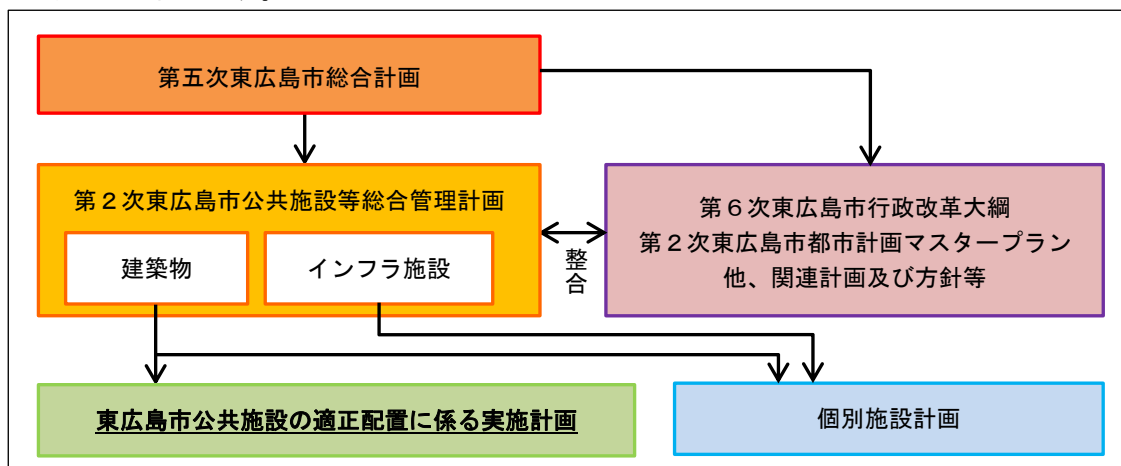 第五次東広島市総合計画
第２次東広島市公共施設等総合管理計画
建築物
インフラ施設
整合
第６次東広島市行政改革大綱
第２次東広島市都市計画マスタープラン
他、関連計画及び方針等
東広島市公共施設の適正配置に係る実施計画
個別施設計画